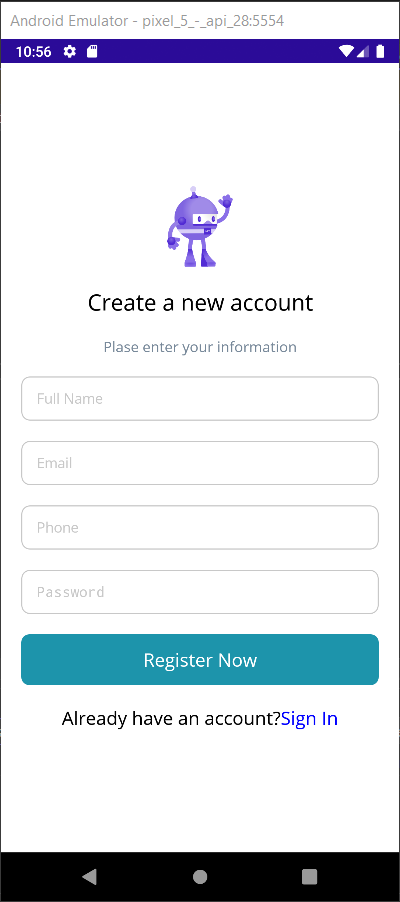 Android Emulator - pixel_5_-_api_28:5554
10:56
Create a new account
Plase enter your information
Full Name
Email
Phone
Password
Register Now
Already have an account?Sign In